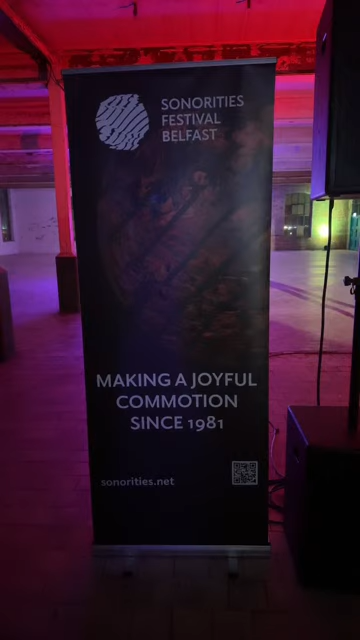 SONORITIES
FESTIVAL
BELFAST
MAKING A JOYFUL
COMMOTION
SINCE 1981
sonorities.net